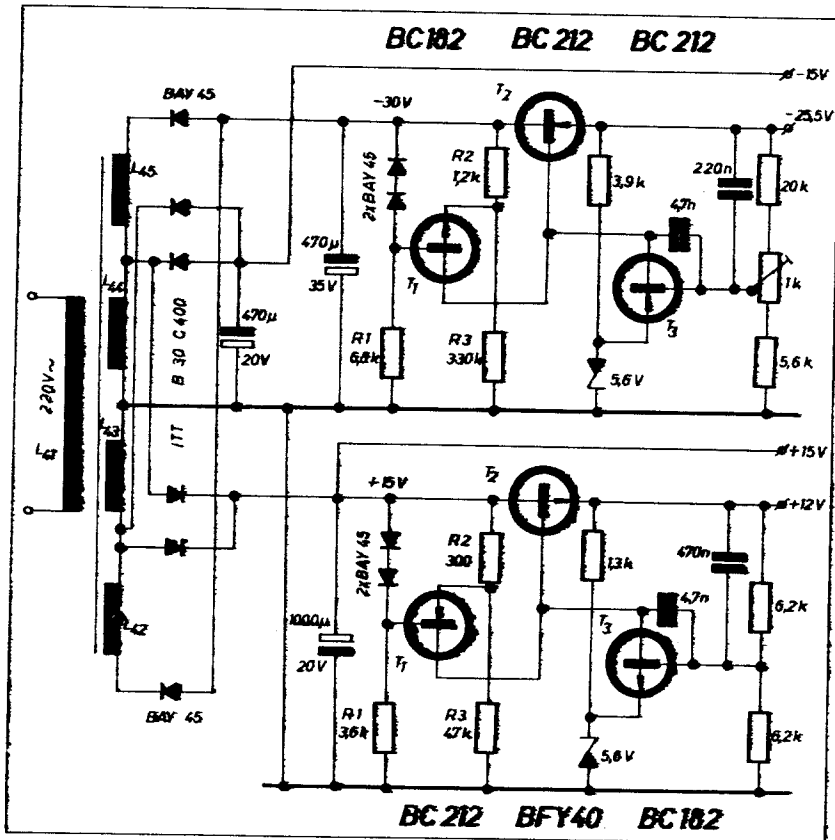 BC182 BC212 BC212
-15V
BAY 45
-30V
T2
-25,5V
L45
2xBAY 45
R2
1,2k
3,9k
220n
20k
4,7n
470µ
35V
T1
T3
1k
L44
B 30 C 400
470µ
20V
R1
6,8k
R3
330k
5,6V
5,6k
220V~
L41
L43
ITT
+15V
+15V
T2
+12V
2xBAY 45
R2
300
1,3k
470n
4,7n
6,2k
1000µ
20V
T1
T3
L42
BAY 45
R1
3,6k
R3
47k
5,6V
6,2k
BC212 BFY40 BC182